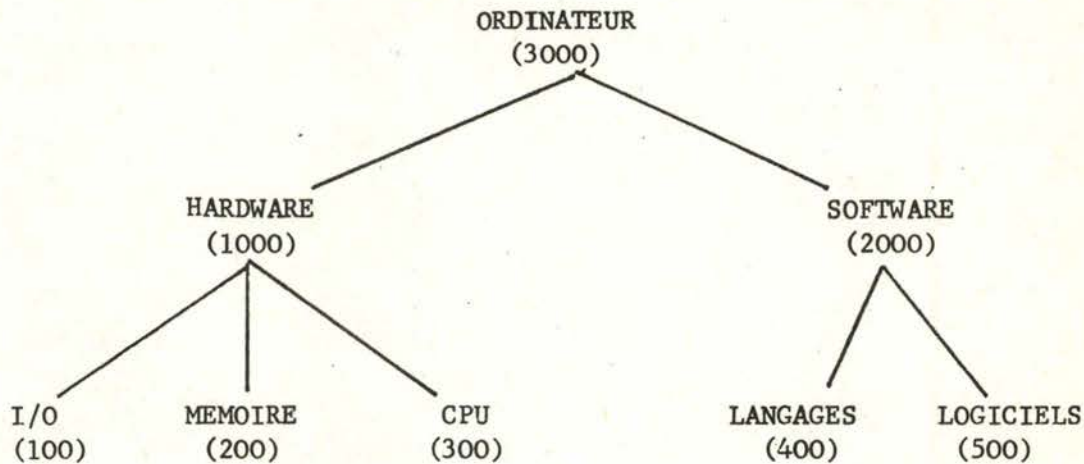 ORDINATEUR
(3000)
HARDWARE
(1000)
SOFTWARE
(2000)
I/O
(100)
MEMOIRE
(200)
CPU
(300)
LANGAGES
(400)
LOGICIELS
(500)